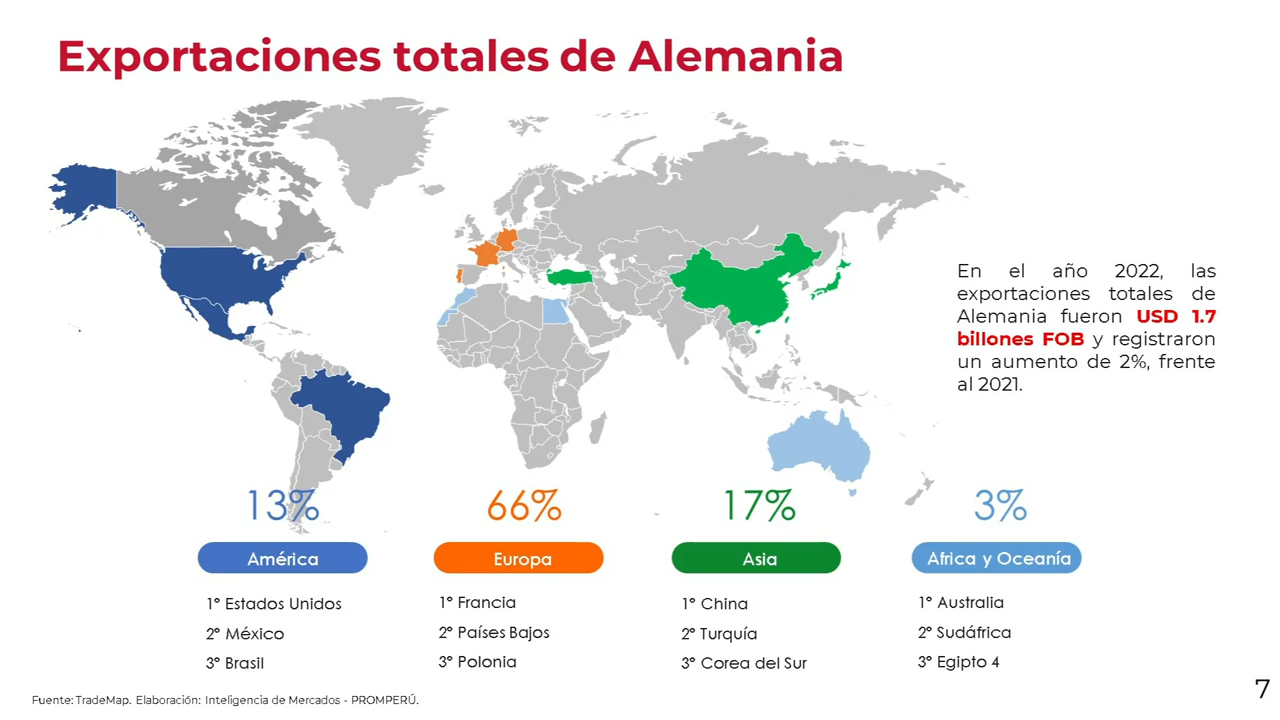 Exportaciones totales de Alemania
En el año 2022, las
exportaciones totales de
Alemania fueron USD 1.7
billones FOB y registraron
un aumento de 2%, frente
al 2021.
13%
América
1° Estados Unidos
2° México
3° Brasil
66%
Europa
1° Francia
2° Países Bajos
3° Polonia
17%
Asia
1° China
2° Turquía
3° Corea del Sur
3%
Africa y Oceanía
1° Australia
2° Sudáfrica
3° Egipto 4
Fuente: TradeMap. Elaboración: Inteligencia de Mercados - PROMPERÚ.
7